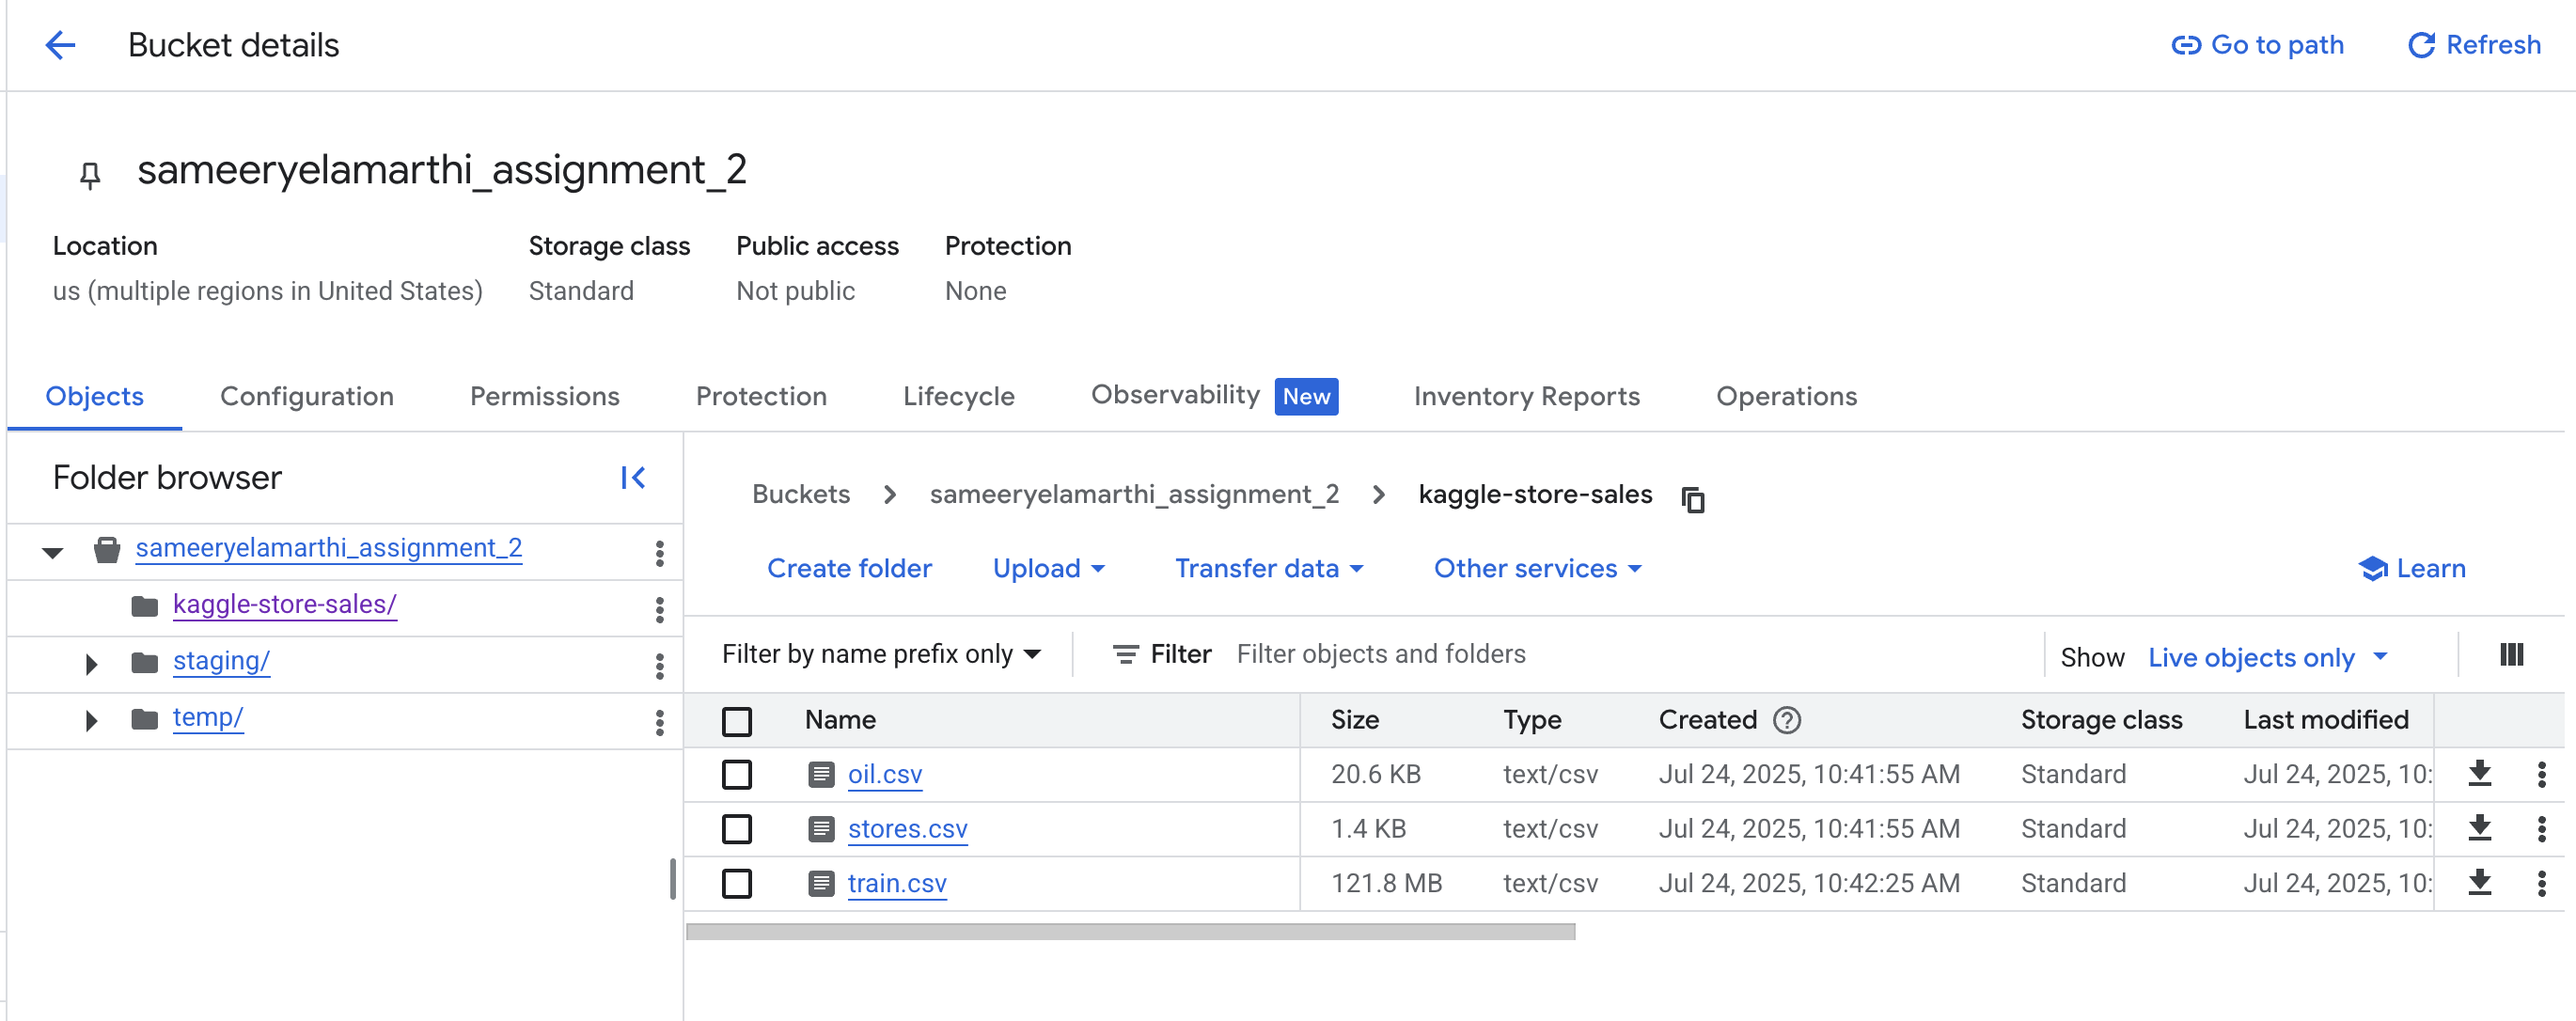 Bucket details
Go to path
Refresh
sameeryelamarthi_assignment_2
Location
Storage class
Public access
Protection
us (multiple regions in United States)
Standard
Not public
None
Objects
Configuration
Permissions
Protection
Lifecycle
Observability New
Inventory Reports
Operations
Folder browser
sameeryelamarthi_assignment_2
kaggle-store-sales/
staging/
temp/
Buckets > sameeryelamarthi_assignment_2 > kaggle-store-sales
Create folder Upload Transfer data Other services Learn
Filter by name prefix only Filter Filter objects and folders Show Live objects only
Name Size Type Created Storage class Last modified
oil.csv 20.6 KB text/csv Jul 24, 2025, 10:41:55 AM Standard Jul 24, 2025, 10:
stores.csv 1.4 KB text/csv Jul 24, 2025, 10:41:55 AM Standard Jul 24, 2025, 10:
train.csv 121.8 MB text/csv Jul 24, 2025, 10:42:25 AM Standard Jul 24, 2025, 10: